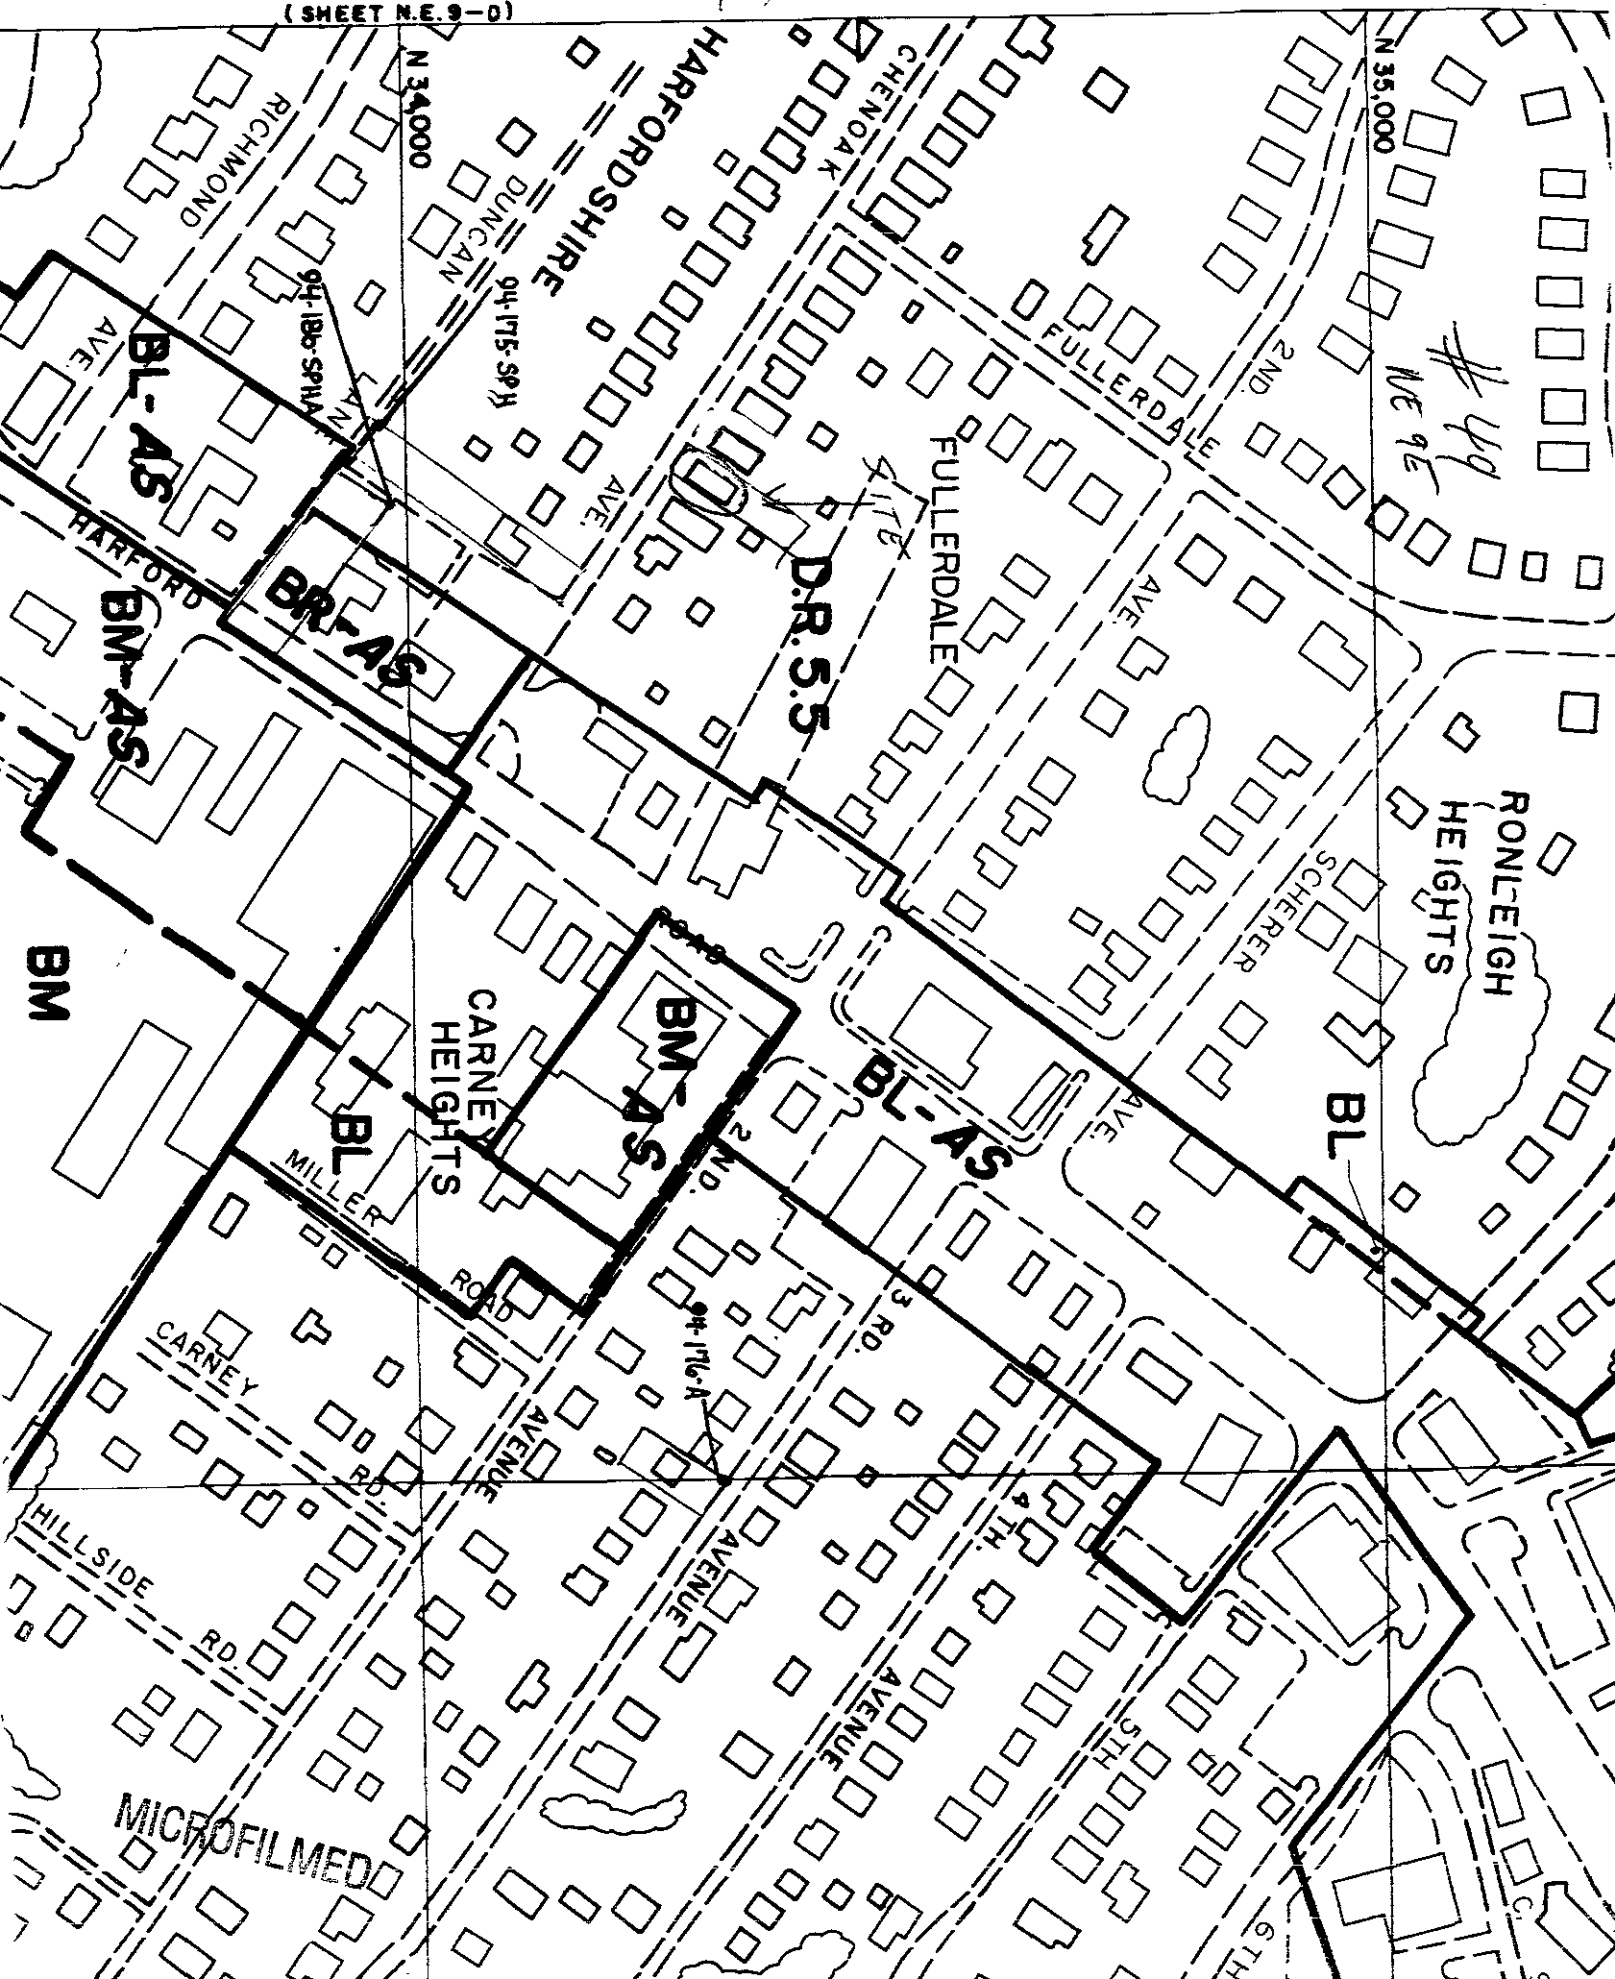 (SHEET N.E. 9-D)
N 34,000
N 35,000
RICHMOND
AVE.
DUNCAN
LANE
HARFORDSHIRE
CHENOAK
AVE.
FULLERDALE
AVE.
2ND.
# 49
NE 9E
94-186-SPHA
94-175-SPH
SITE
FULLERDALE
D.R. 5.5
BL-AS
HARFORD
ROAD
BR-AS
BM-AS
BM
RONLEIGH
HEIGHTS
SCHERER
AVE.
BL
BL-AS
BM-AS
CARNEY
HEIGHTS
BL
MILLER
ROAD
2 ND.
AVENUE
3 RD.
AVENUE
94-176-A
4 TH.
AVENUE
5TH
6TH
CARNEY
RD.
HILLSIDE
RD.
MICROFILMED